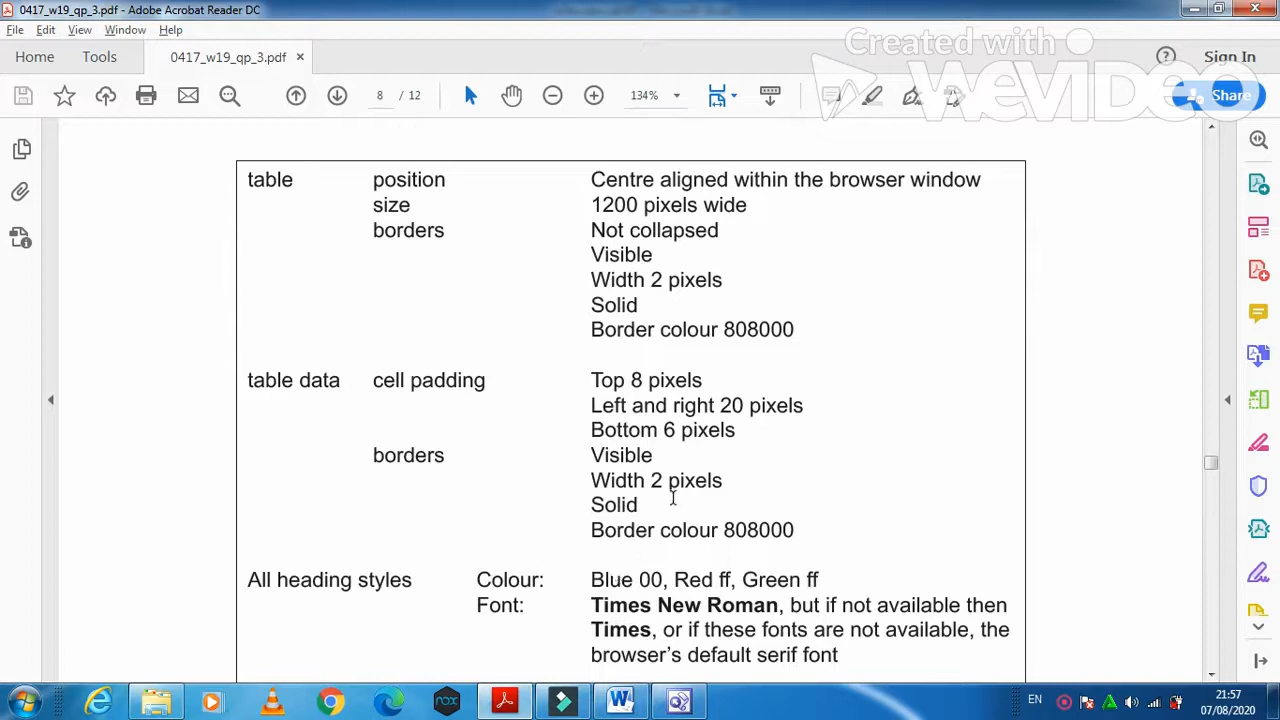 0417_w19_qp_3.pdf - Adobe Acrobat Reader DC
File Edit View Window Help
Home Tools 0417_w19_qp_3.pdf × Sign In
Created with
WeVideo
8 / 12 134% Share
table position Centre aligned within the browser window
size 1200 pixels wide
borders Not collapsed
Visible
Width 2 pixels
Solid
Border colour 808000
table data cell padding Top 8 pixels
Left and right 20 pixels
Bottom 6 pixels
borders Visible
Width 2 pixels
Solid
Border colour 808000
All heading styles Colour: Blue 00, Red ff, Green ff
Font: Times New Roman, but if not available then
Times, or if these fonts are not available, the
browser's default serif font
EN 21:57
07/08/2020